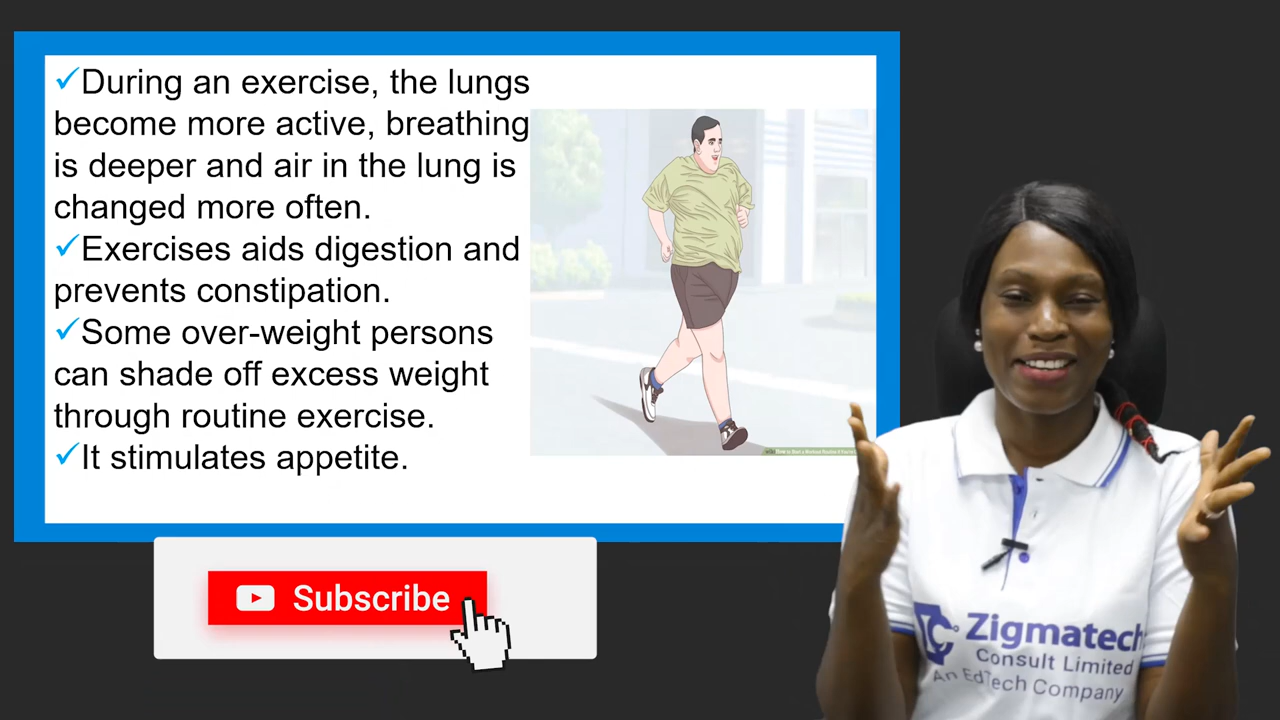 ✓During an exercise, the lungs
become more active, breathing
is deeper and air in the lung is
changed more often.
✓Exercises aids digestion and
prevents constipation.
✓Some over-weight persons
can shade off excess weight
through routine exercise.
✓It stimulates appetite.
Subscribe
Zigmatech
Consult Limited
An EdTech Company